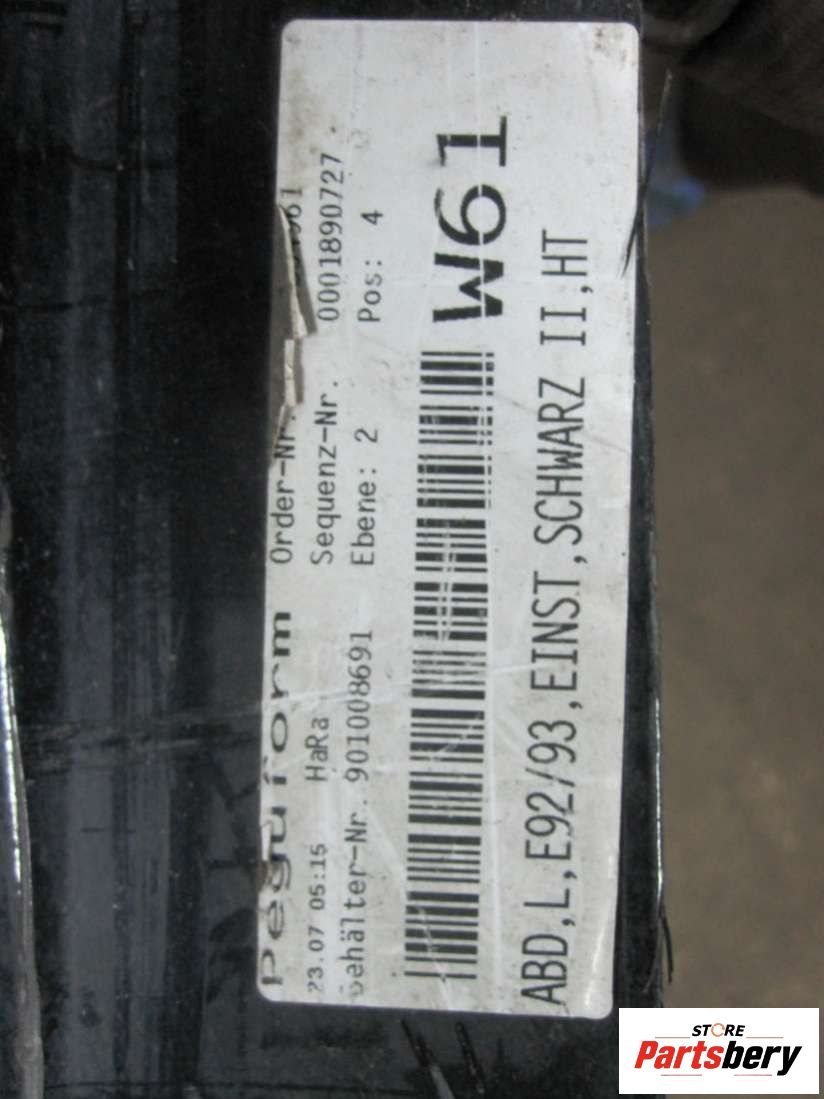 Peguform Order-Nr.
23.07 05:15 HaRa Sequenz-Nr. 0001890727
Behälter-Nr. 901008691 Ebene: 2 Pos: 4
W61
ABD,L,E92/93,EINST,SCHWARZ II,HT
STORE
Partsbery